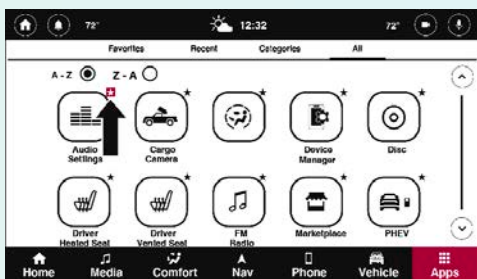 72° 12:32 72°
Favorites Recent Categories All
A - Z Z - A
Audio Settings Cargo Camera Device Manager Disc
Driver Heated Seat Driver Vented Seat FM Radio Marketplace PHEV
Home Media Comfort Nav Phone Vehicle Apps